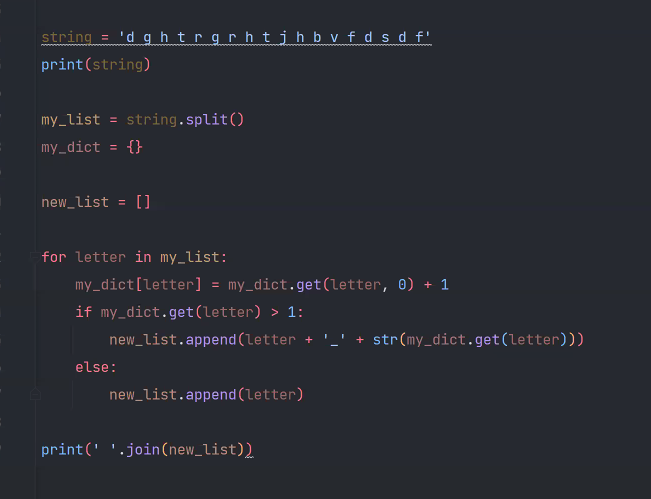 string = 'd g h t r g r h t j h b v f d s d f'
print(string)
my_list = string.split()
my_dict = {}
new_list = []
for letter in my_list:
my_dict[letter] = my_dict.get(letter, 0) + 1
if my_dict.get(letter) > 1:
new_list.append(letter + '_' + str(my_dict.get(letter)))
else:
new_list.append(letter)
print(' '.join(new_list))